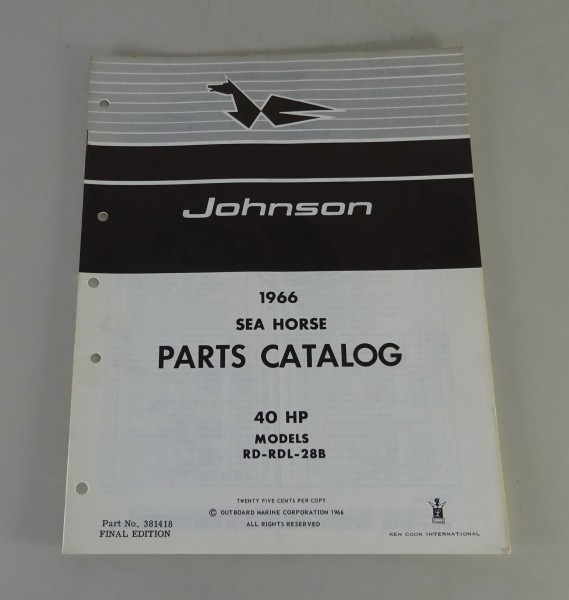 Johnson
1966
SEA HORSE
PARTS CATALOG
40 HP
MODELS
RD-RDL-28B
TWENTY FIVE CENTS PER COPY
© OUTBOARD MARINE CORPORATION 1966
ALL RIGHTS RESERVED
Part No. 381418
FINAL EDITION
KEN COOK INTERNATIONAL